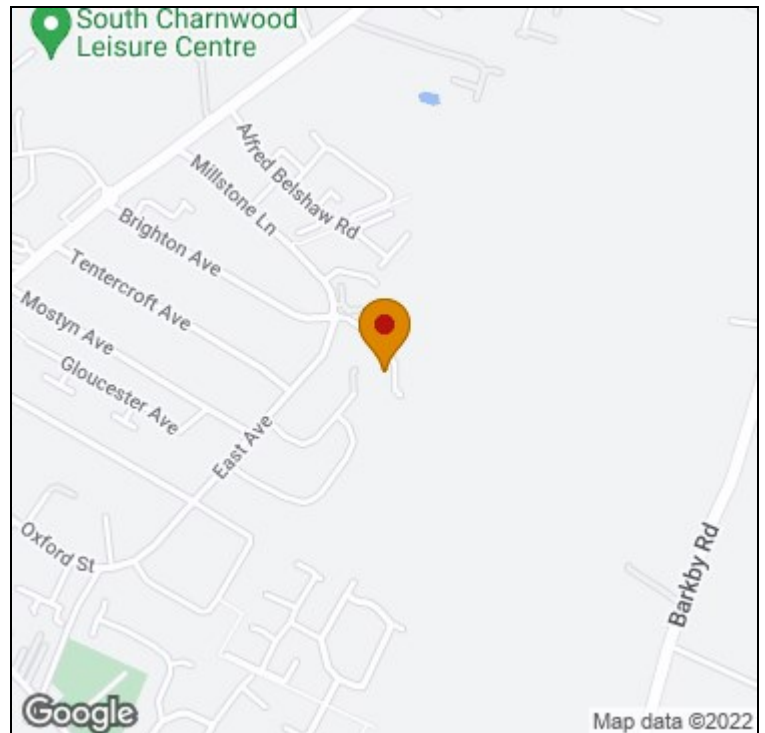 South Charnwood
Leisure Centre
Alfred Belshaw Rd
Millstone Ln
Brighton Ave
Tentercroft Ave
Mostyn Ave
Gloucester Ave
East Ave
Oxford St
Barkby Rd
Google
Map data ©2022